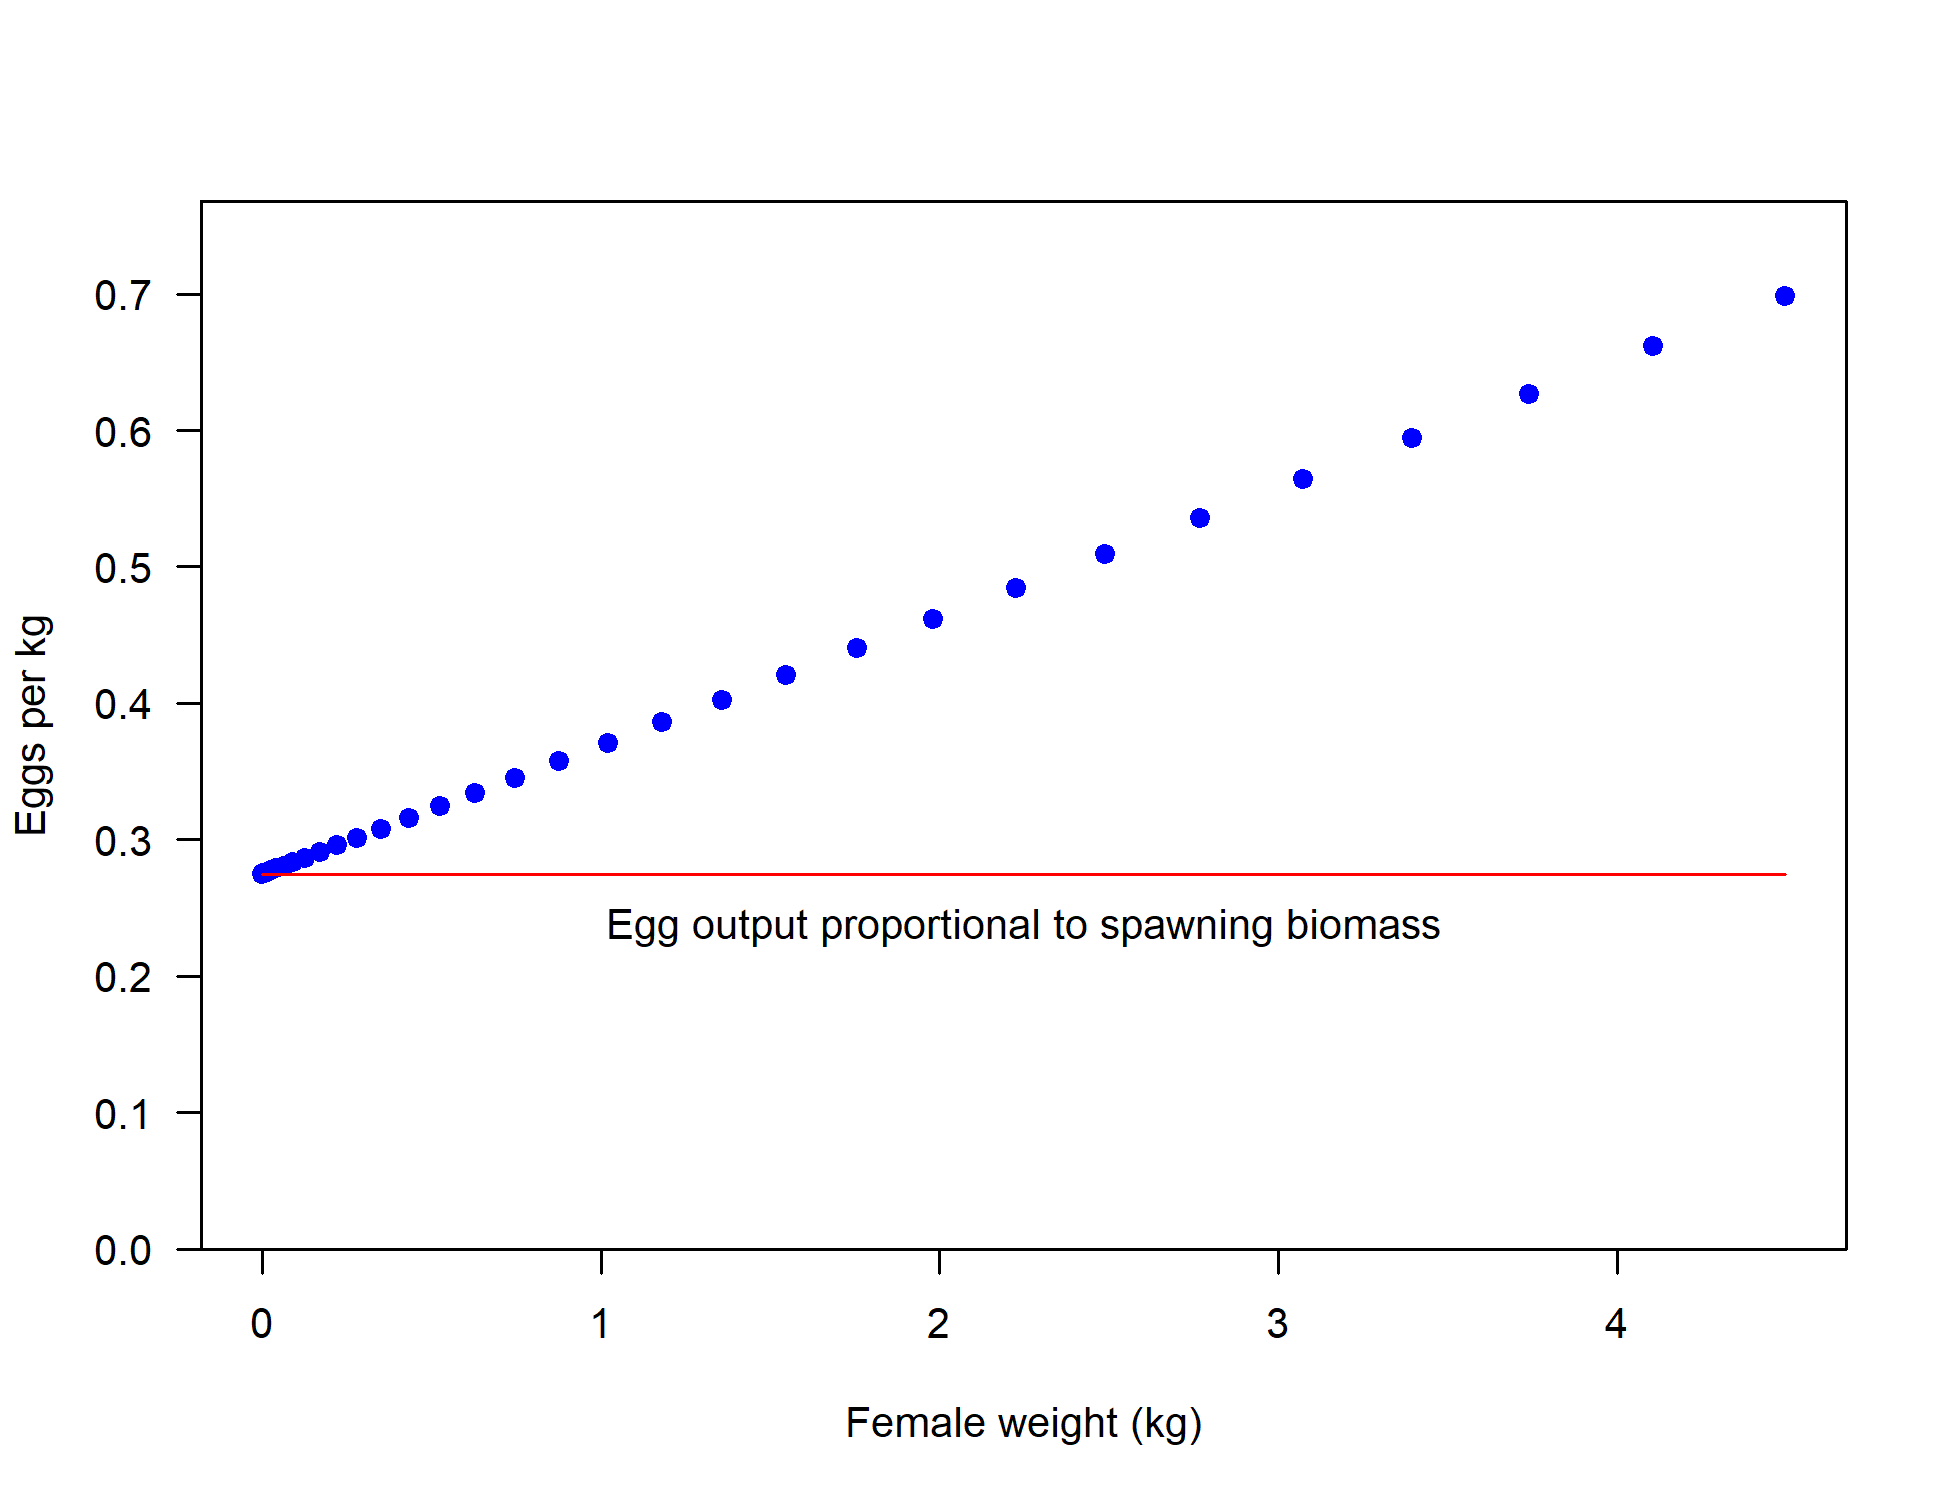 0.7
0.6
0.5
0.4
0.3
0.2
0.1
0.0
Eggs per kg
Egg output proportional to spawning biomass
0 1 2 3 4
Female weight (kg)